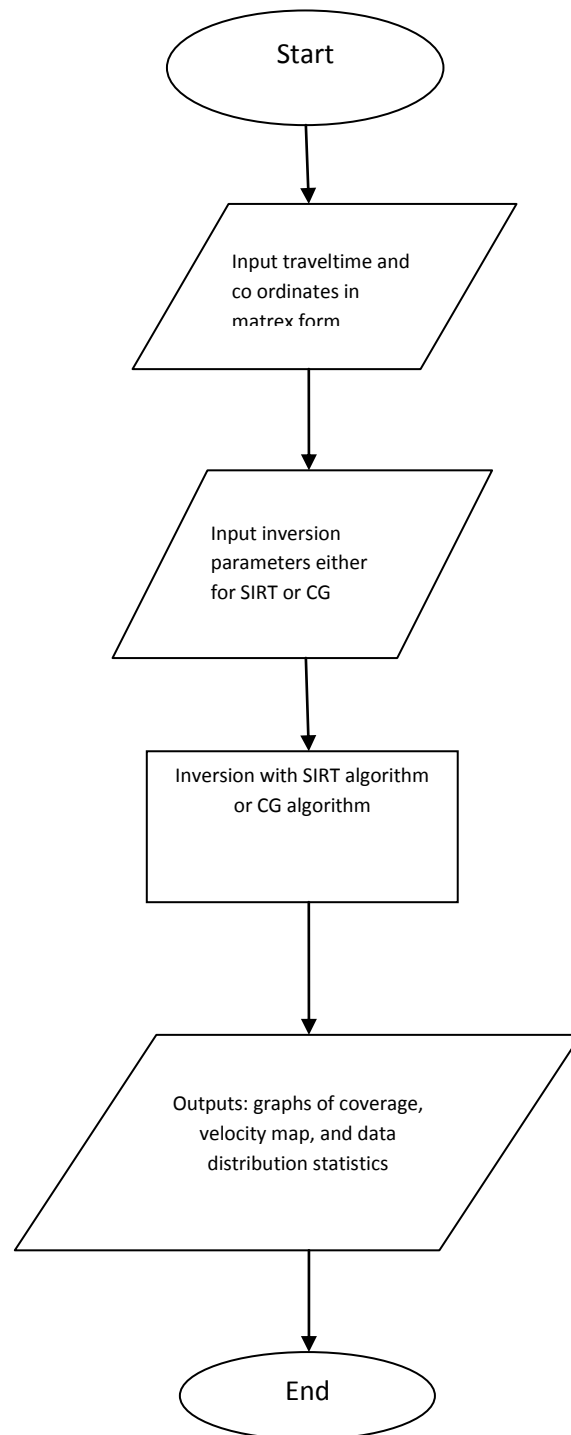 Start
Input traveltime and
co ordinates in
matrex form
Input inversion
parameters either
for SIRT or CG
Inversion with SIRT algorithm
or CG algorithm
Outputs: graphs of coverage,
velocity map, and data
distribution statistics
End